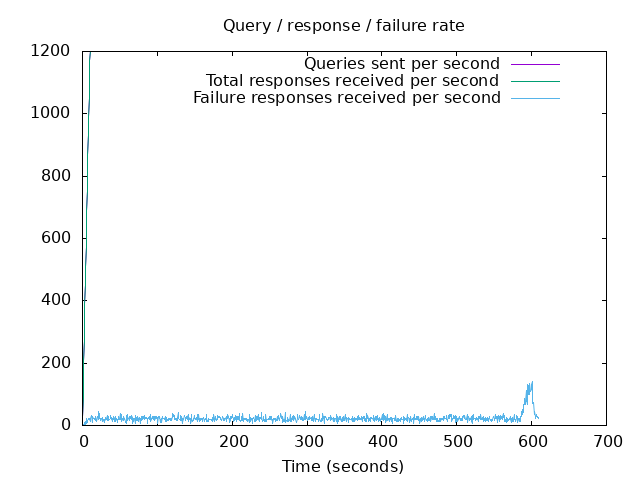 Query / response / failure rate
Queries sent per second
Total responses received per second
Failure responses received per second
1200
1000
800
600
400
200
0
0 100 200 300 400 500 600 700
Time (seconds)